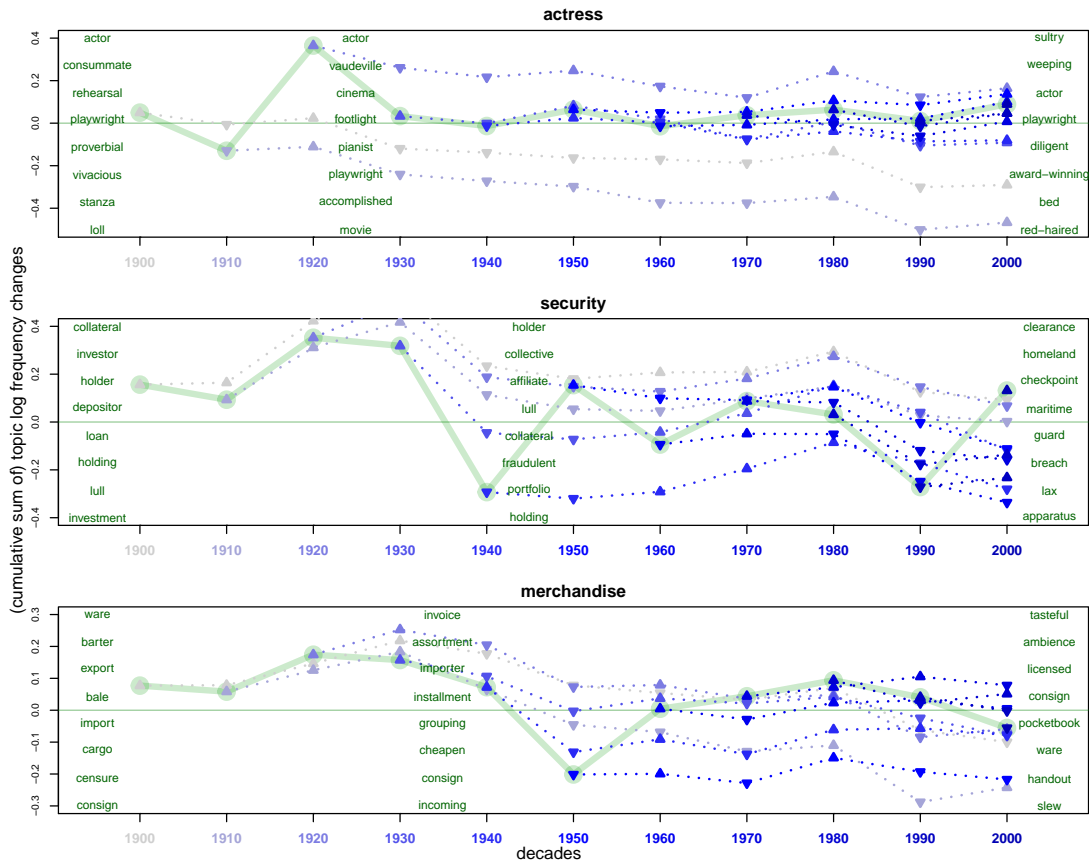 actress
0.4
0.2
0.0
−0.2
−0.4
actor
consummate
rehearsal
playwright
proverbial
vivacious
stanza
loll
actor
vaudeville
cinema
footlight
pianist
playwright
accomplished
movie
sultry
weeping
actor
playwright
diligent
award−winning
bed
red−haired
1900 1910 1920 1930 1940 1950 1960 1970 1980 1990 2000
(cumulative sum of) topic log frequency changes
security
0.4
0.2
0.0
−0.2
−0.4
collateral
investor
holder
depositor
loan
holding
lull
investment
holder
collective
affiliate
lull
collateral
fraudulent
portfolio
holding
clearance
homeland
checkpoint
maritime
guard
breach
lax
apparatus
1900 1910 1920 1930 1940 1950 1960 1970 1980 1990 2000
merchandise
0.3
0.2
0.1
0.0
−0.1
−0.2
−0.3
ware
barter
export
bale
import
cargo
censure
consign
invoice
assortment
importer
installment
grouping
cheapen
consign
incoming
tasteful
ambience
licensed
consign
pocketbook
ware
handout
slew
1900 1910 1920 1930 1940 1950 1960 1970 1980 1990 2000
decades